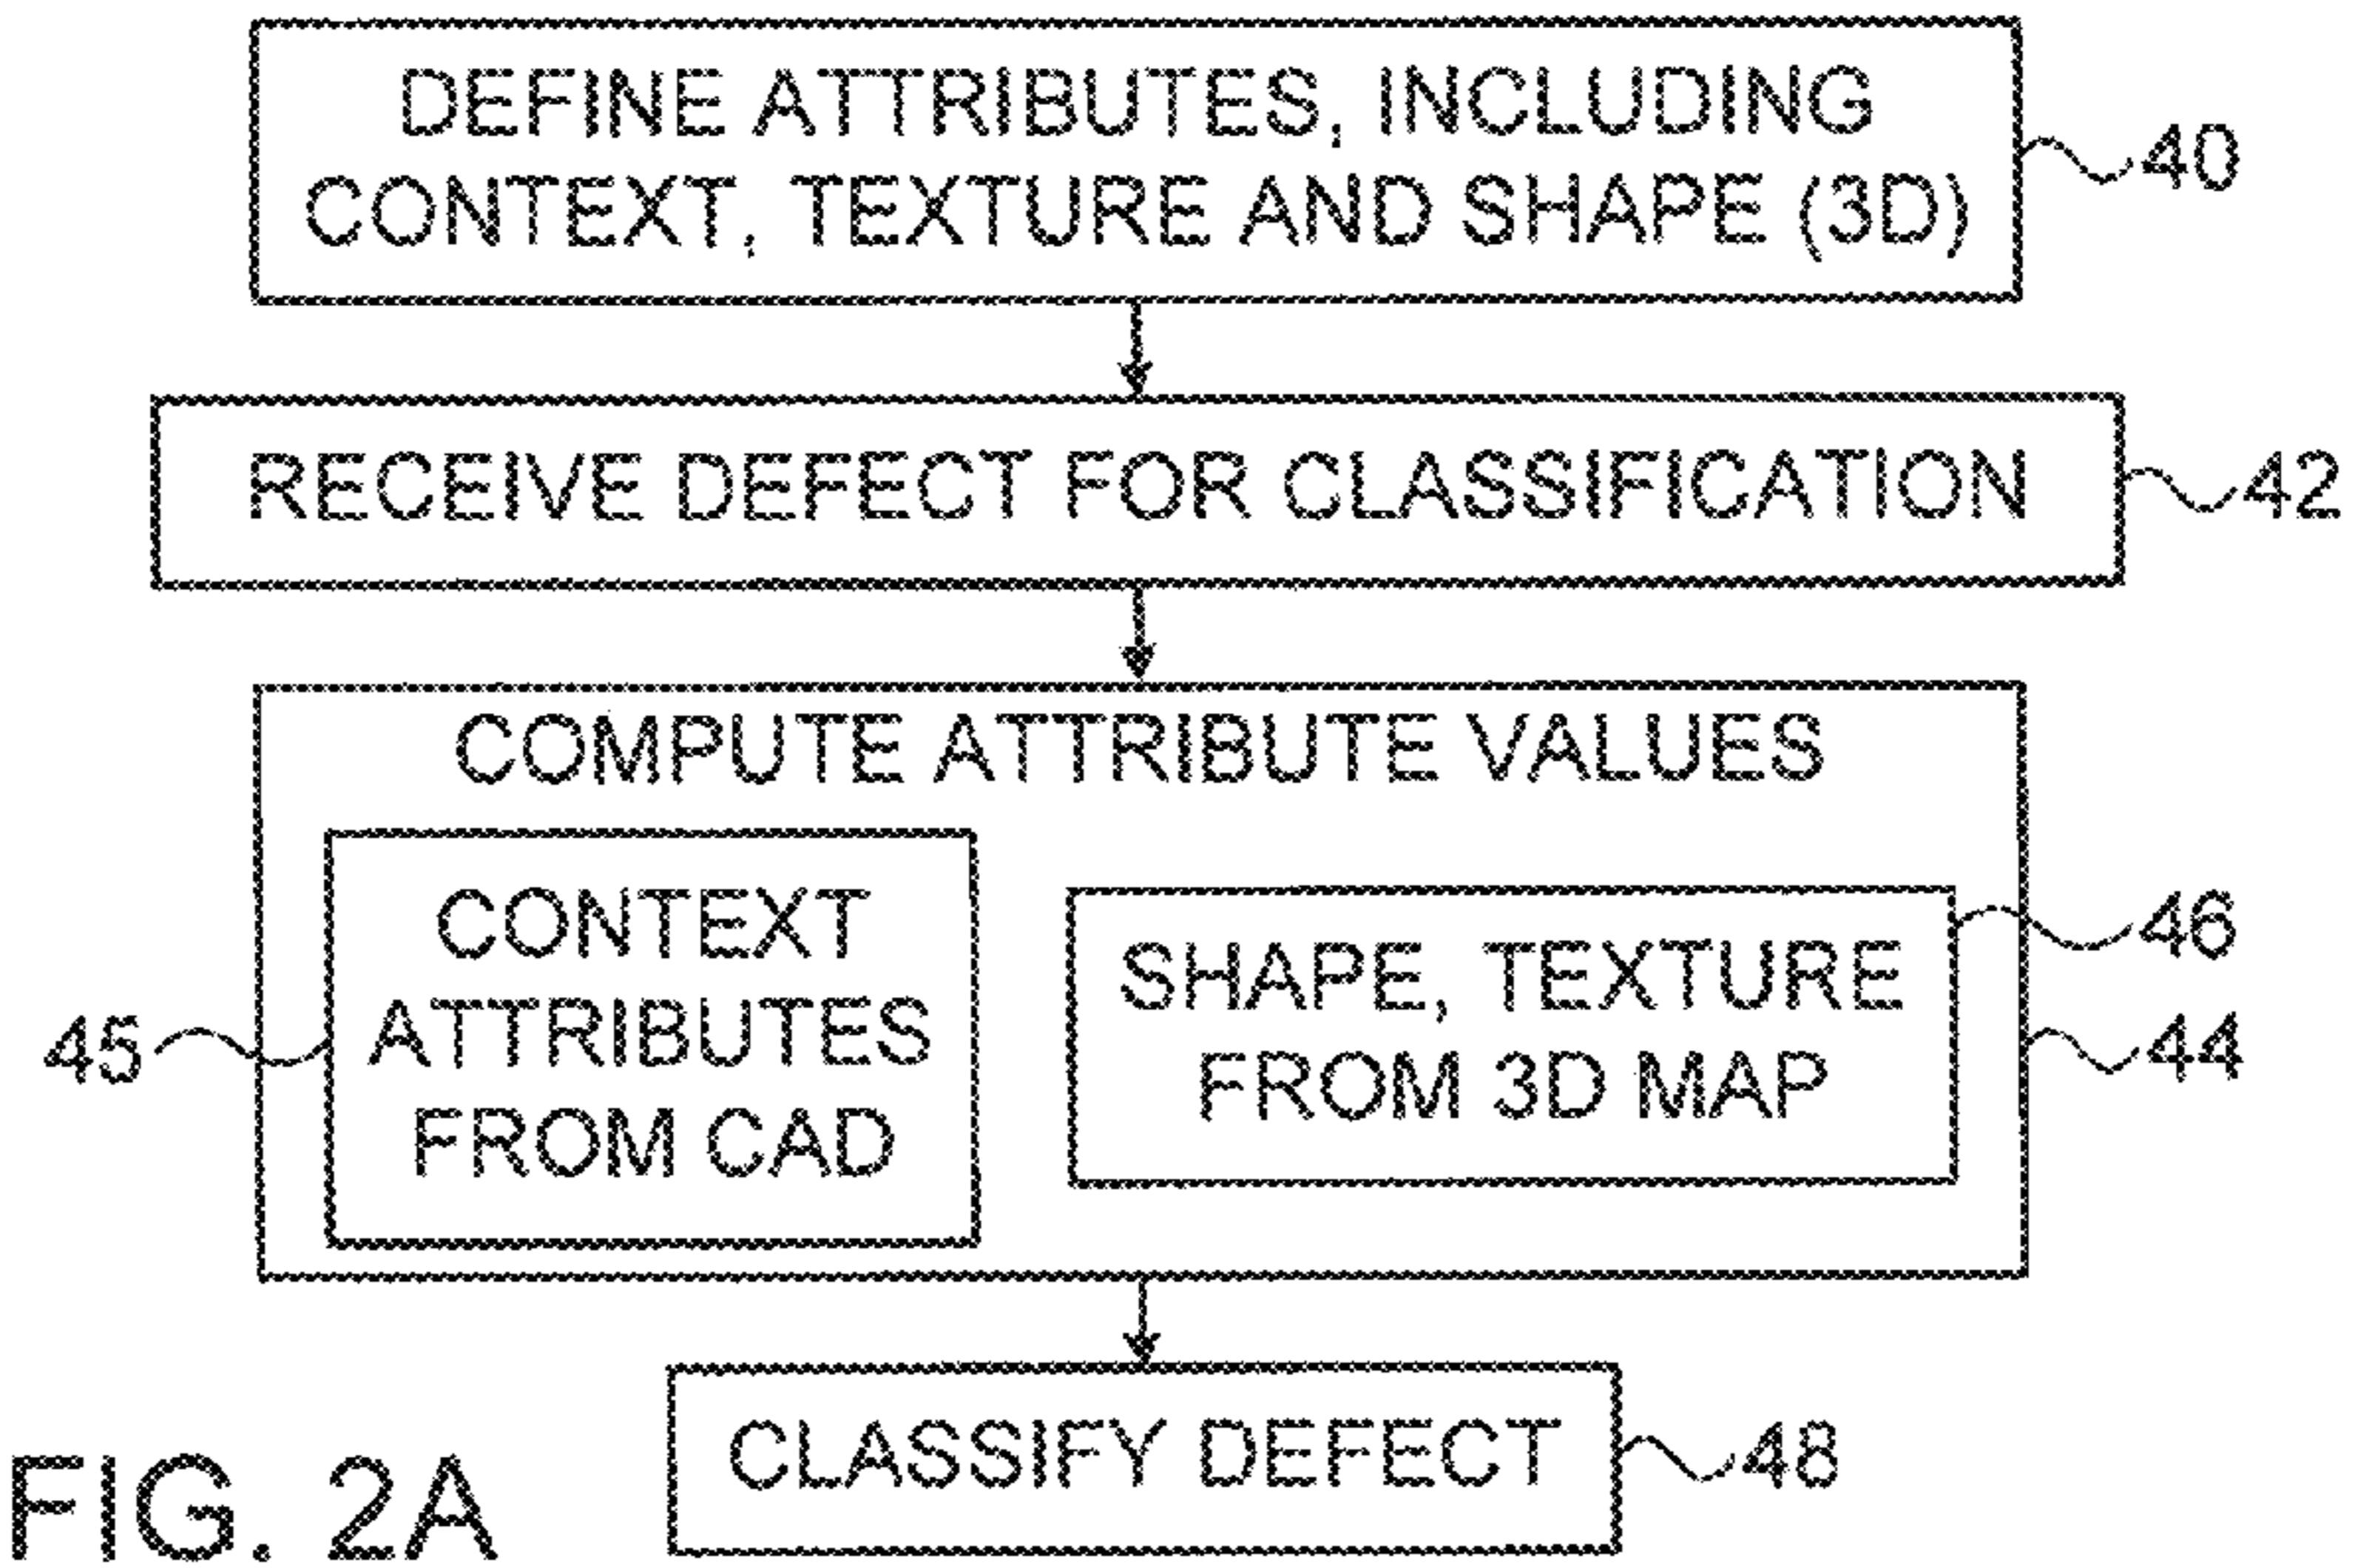 DEFINE ATTRIBUTES, INCLUDING
CONTEXT, TEXTURE AND SHAPE (3D)
40
RECEIVE DEFECT FOR CLASSIFICATION
42
COMPUTE ATTRIBUTE VALUES
CONTEXT
ATTRIBUTES
FROM CAD
45
SHAPE, TEXTURE
FROM 3D MAP
46
44
CLASSIFY DEFECT
48
FIG. 2A